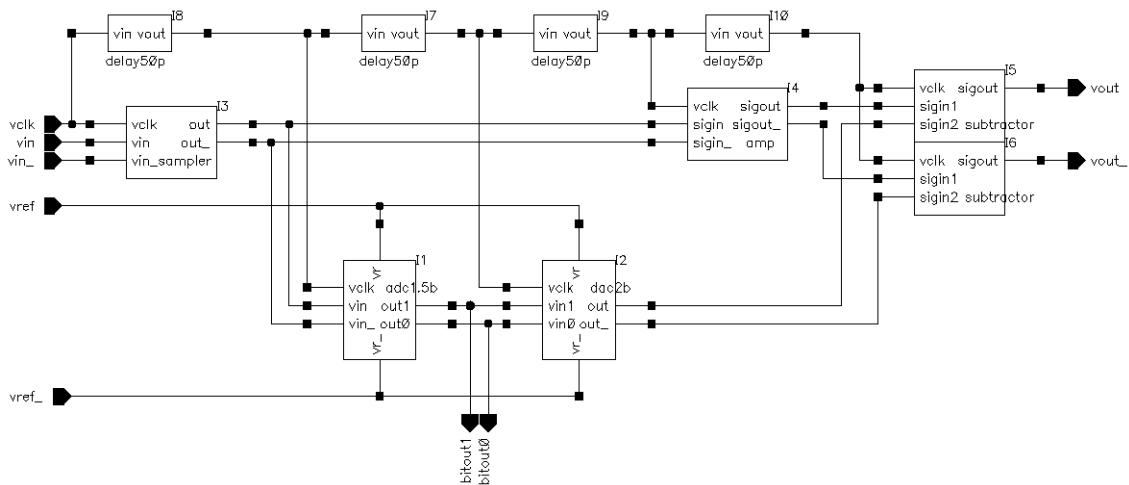 I8
vin vout
delay50p
I7
vin vout
delay50p
I9
vin vout
delay50p
I10
vin vout
delay50p
vclk
vin
vin_
I3
vclk out
vin out_
vin_sampler
I4
vclk sigout
sigin sigout_
sigin_ amp
I5
vclk sigout
sigin1
sigin2 subtractor
vout
I6
vclk sigout
sigin1
sigin2 subtractor
vout_
vref
I1
vr
vclk adc1.5b
vin out1
vin_ out0
vr_
I2
vr
vclk dac2b
vin1 out
vin0 out_
vr_
vref_
bitout1
bitout0